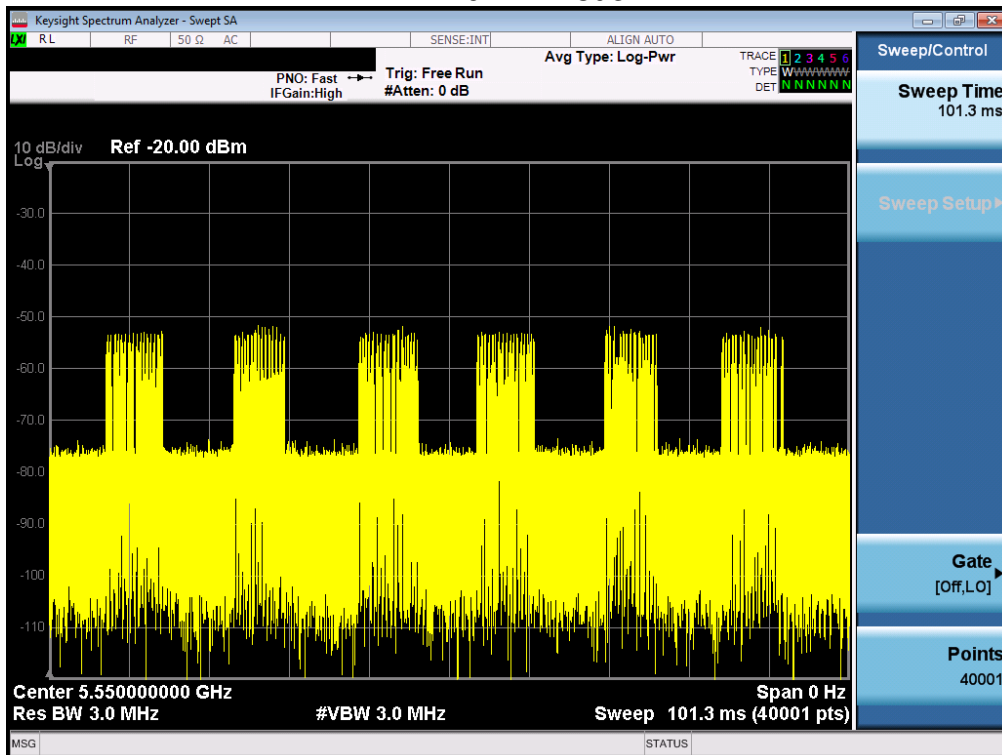 Keysight Spectrum Analyzer - Swept SA
LXI RL RF 50 Ω AC SENSE:INT ALIGN AUTO
Sweep/Control
Avg Type: Log-Pwr
TRACE 1 2 3 4 5 6
PNO: Fast Trig: Free Run
TYPE WWWWWW
IFGain:High #Atten: 0 dB
DET N N N N N N
Sweep Time
101.3 ms
10 dB/div Ref -20.00 dBm
Log
Sweep Setup
-30.0
-40.0
-50.0
-60.0
-70.0
-80.0
-90.0
-100
-110
Gate
[Off,LO]
Points
40001
Center 5.550000000 GHz Span 0 Hz
Res BW 3.0 MHz #VBW 3.0 MHz Sweep 101.3 ms (40001 pts)
MSG STATUS